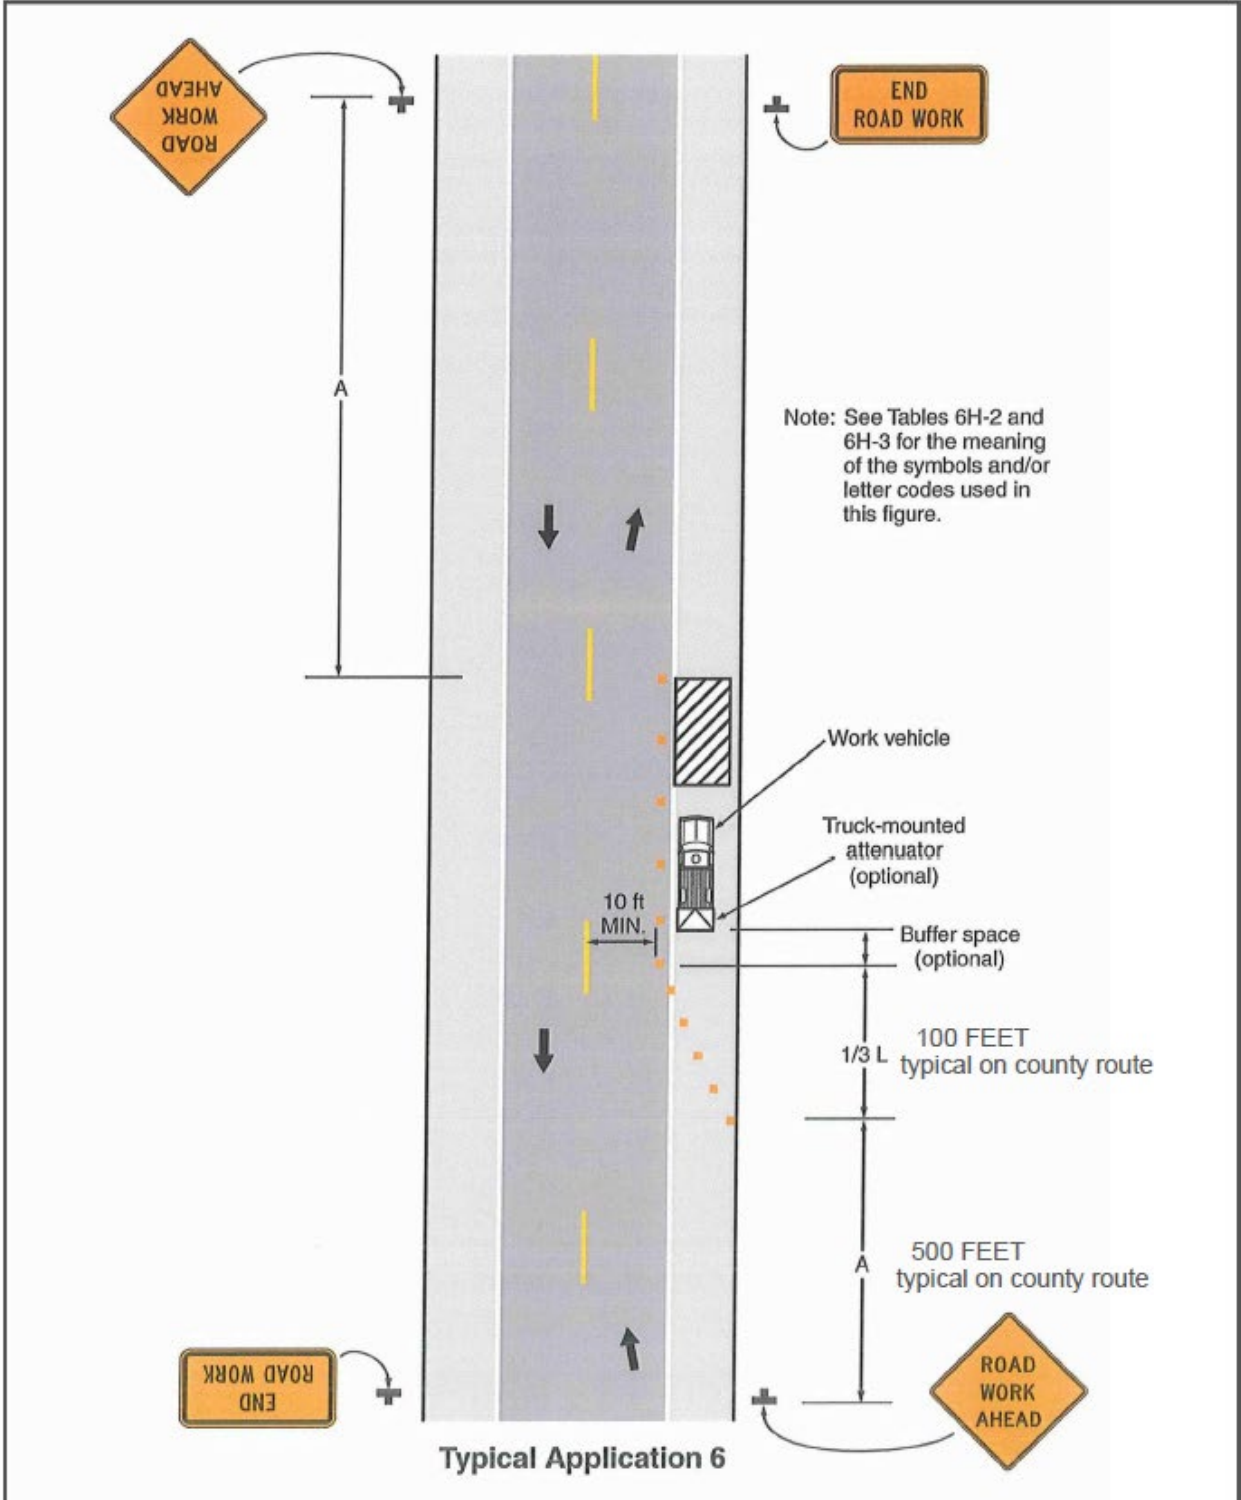 ROAD
WORK
AHEAD
END
ROAD WORK
A
Note: See Tables 6H-2 and
6H-3 for the meaning
of the symbols and/or
letter codes used in
this figure.
Work vehicle
Truck-mounted
attenuator
(optional)
10 ft
MIN.
Buffer space
(optional)
1/3 L
100 FEET
typical on county route
A
500 FEET
typical on county route
END
ROAD WORK
ROAD
WORK
AHEAD
Typical Application 6